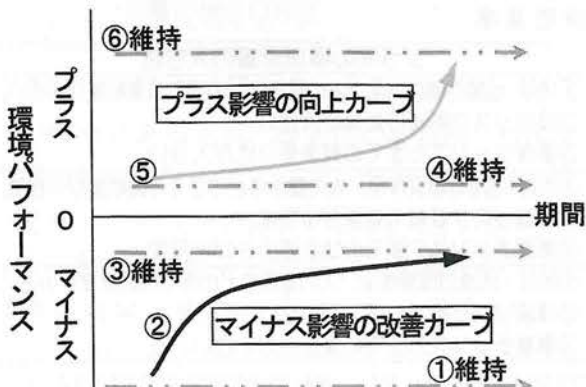 ⑥維持
プラス影響の向上カーブ
⑤
④維持
環境パフォーマンス
プラス
0
マイナス
期間
③維持
②
マイナス影響の改善カーブ
①維持